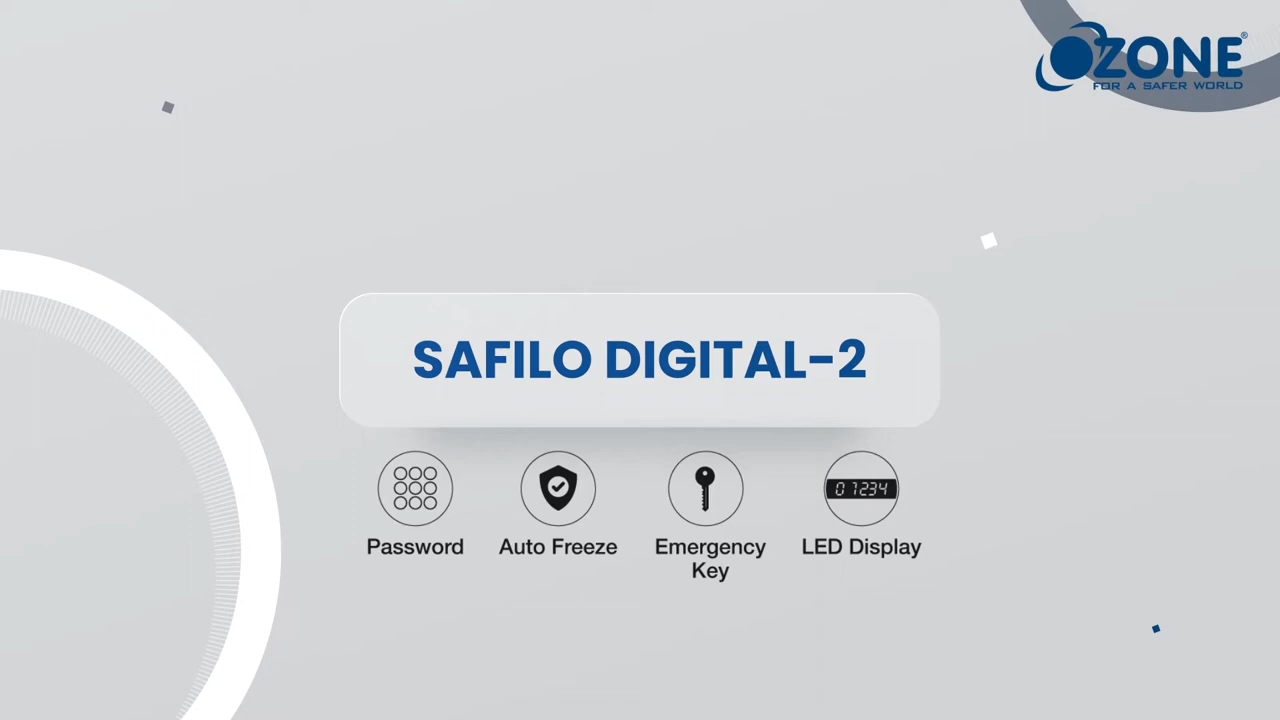 OZONE®
FOR A SAFER WORLD
SAFILO DIGITAL-2
01234
Password
Auto Freeze
Emergency
Key
LED Display